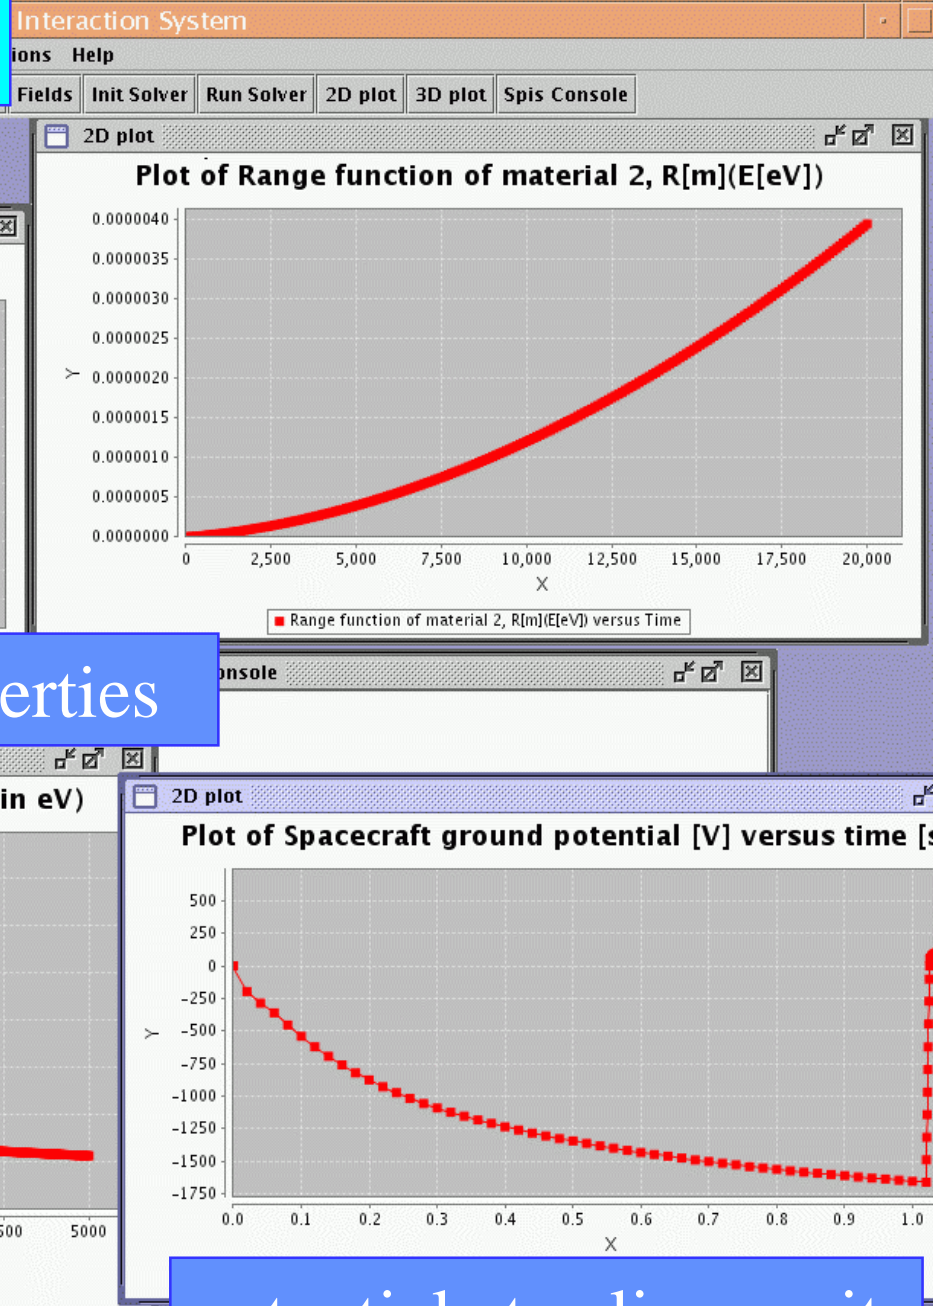 Interaction System
ions Help
Fields Init Solver Run Solver 2D plot 3D plot Spis Console
2D plot
Plot of Range function of material 2, R[m](E[eV])
0.0000040
0.0000035
0.0000030
0.0000025
Y
0.0000020
0.0000015
0.0000010
0.0000005
0.0000000
0 2,500 5,000 7,500 10,000 12,500 15,000 17,500 20,000
X
Range function of material 2, R[m](E[eV]) versus Time
onsole
erties
in eV)
500 5000
2D plot
Plot of Spacecraft ground potential [V] versus time [s
500
250
0
-250
Y
-500
-750
-1000
-1250
-1500
-1750
0.0 0.1 0.2 0.3 0.4 0.5 0.6 0.7 0.8 0.9 1.0
X